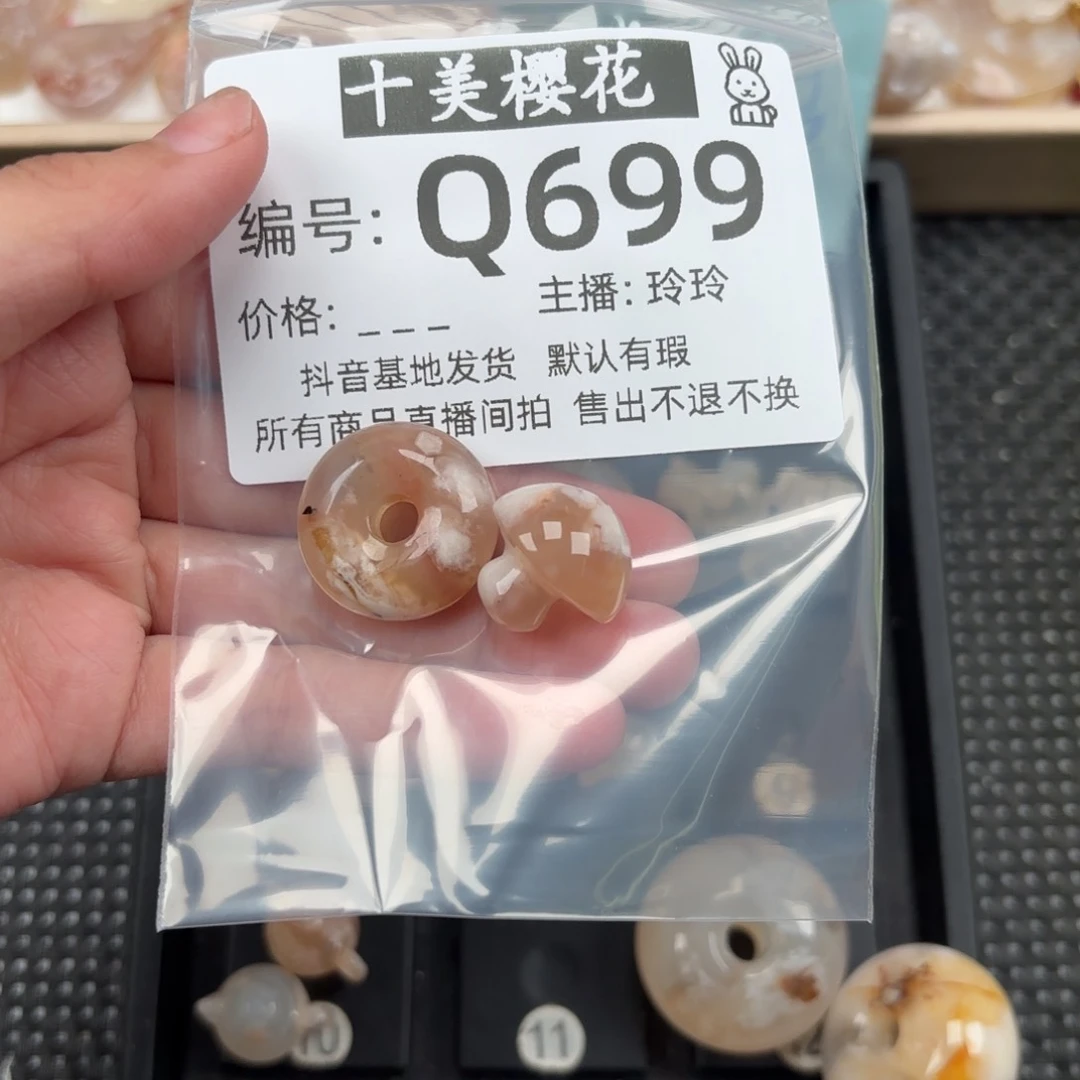 十美樱花
编号: Q699
价格: _ _ _ 主播: 玲玲
抖音基地发货 默认有瑕
所有商品直播间拍 售出不退不换
10
11